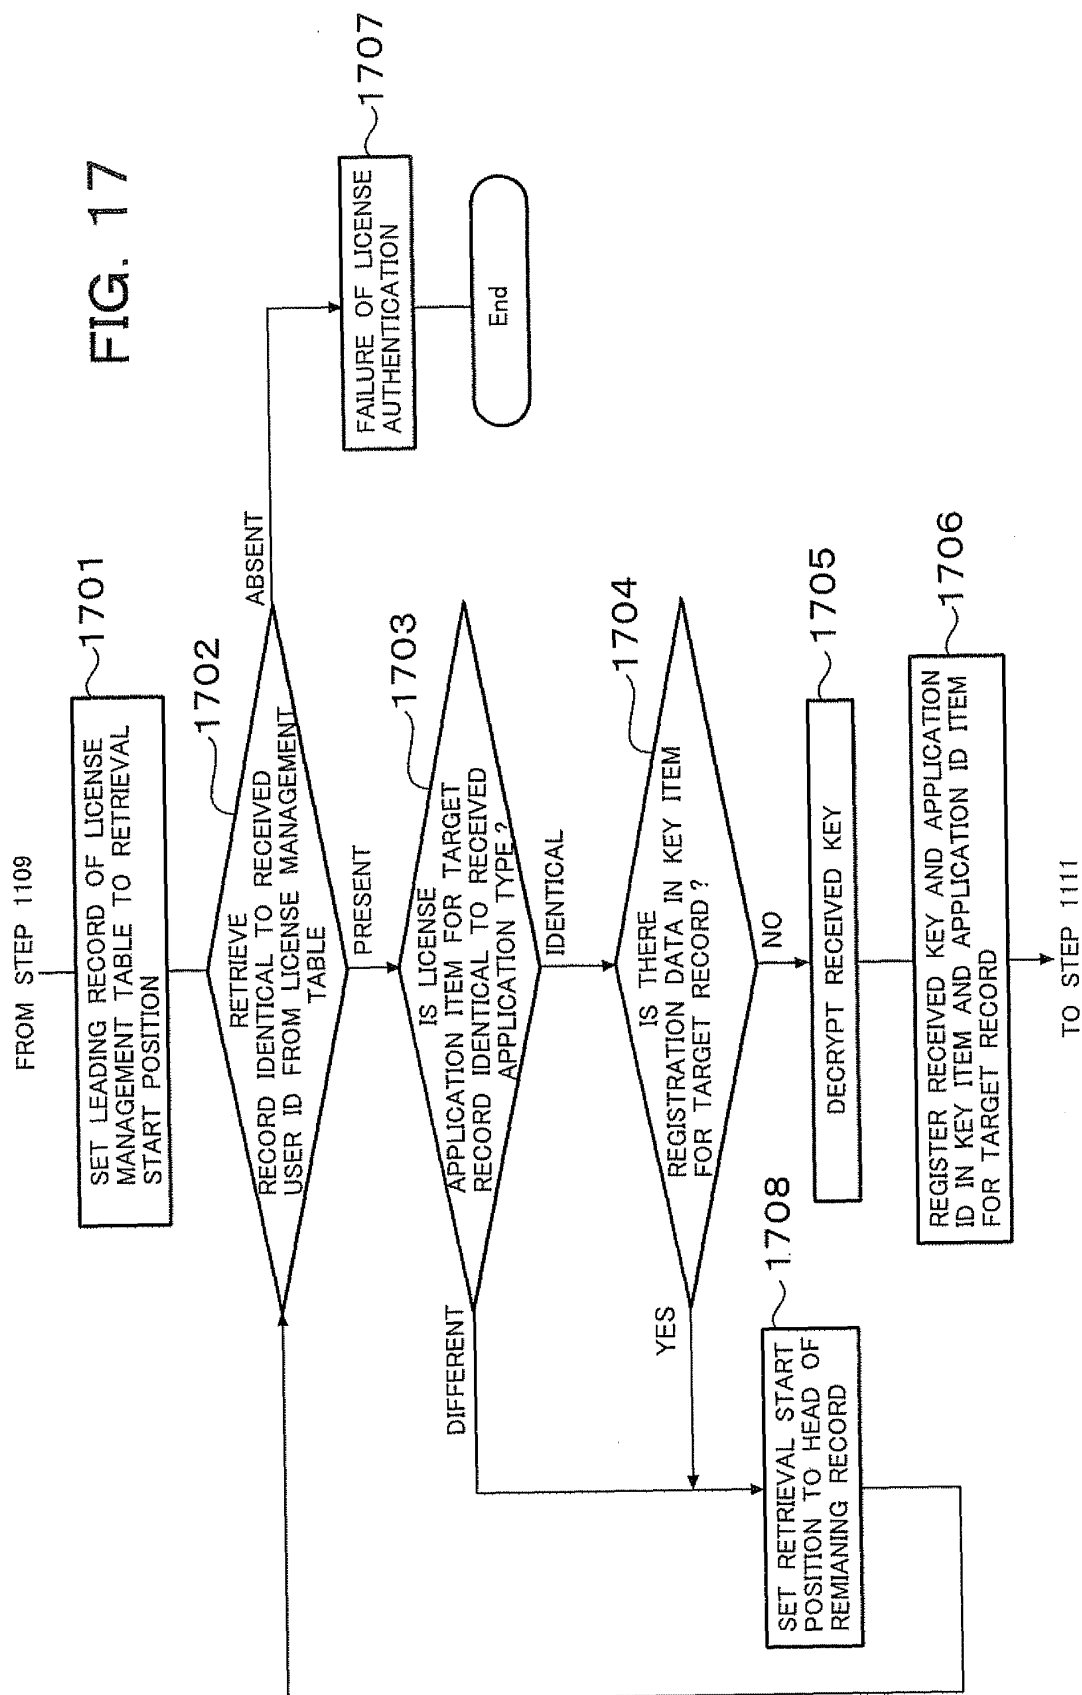 FIG. 17
FROM STEP 1109
1701
SET LEADING RECORD OF LICENSE
MANAGEMENT TABLE TO RETRIEVAL
START POSITION
1702
RETRIEVE
RECORD IDENTICAL TO RECEIVED
USER ID FROM LICENSE MANAGEMENT
TABLE
ABSENT
PRESENT
1707
FAILURE OF LICENSE
AUTHENTICATION
End
1703
IS LICENSE
APPLICATION ITEM FOR TARGET
RECORD IDENTICAL TO RECEIVED
APPLICATION TYPE?
DIFFERENT
IDENTICAL
1704
IS THERE
REGISTRATION DATA IN KEY ITEM
FOR TARGET RECORD?
YES
NO
1708
SET RETRIEVAL START
POSITION TO HEAD OF
REMIANING RECORD
1705
DECRYPT RECEIVED KEY
1706
REGISTER RECEIVED KEY AND APPLICATION
ID IN KEY ITEM AND APPLICATION ID ITEM
FOR TARGET RECORD
TO STEP 1111